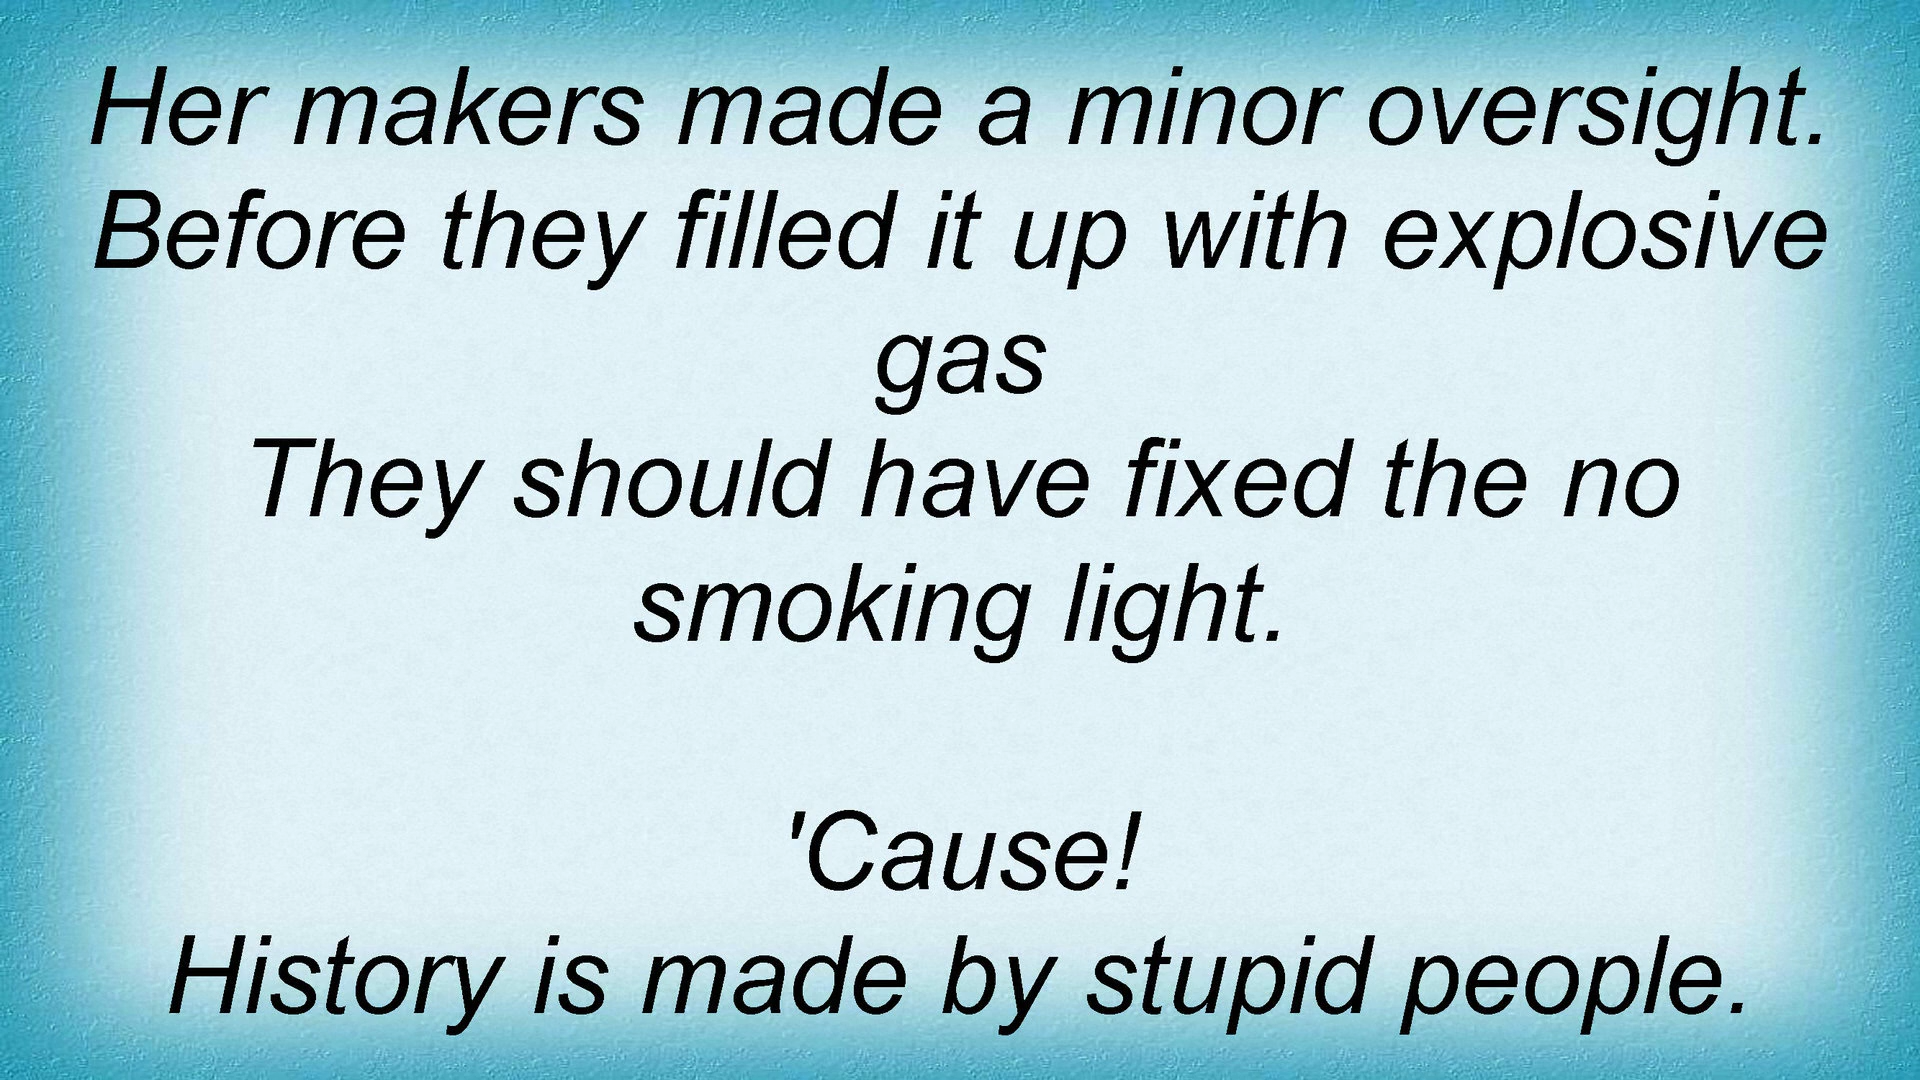 Her makers made a minor oversight.
Before they filled it up with explosive
gas
They should have fixed the no
smoking light.
'Cause!
History is made by stupid people.